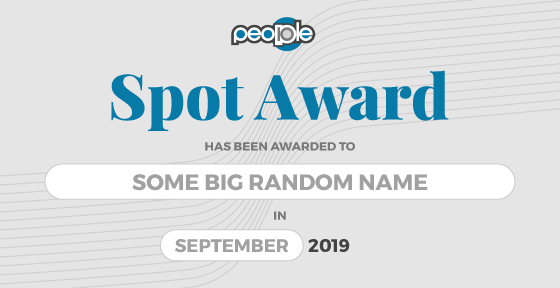 people
Spot Award
HAS BEEN AWARDED TO
SOME BIG RANDOM NAME
IN
SEPTEMBER 2019